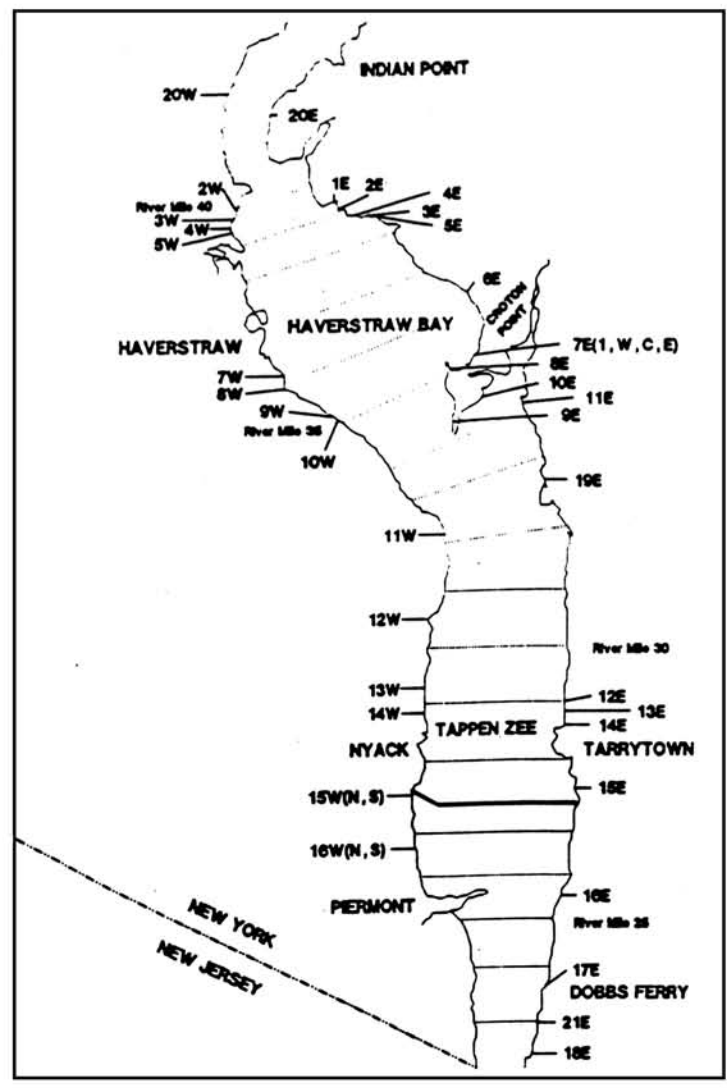 INDIAN POINT
20W
20E
1E
2E
4E
3E
5E
2W
River Mile 40
3W
4W
5W
6E
CROTON
POINT
HAVERSTRAW BAY
HAVERSTRAW
7E(1, W, C, E)
8E
10E
11E
9E
7W
8W
9W
River Mile 35
10W
19E
11W
12W
River Mile 30
13W
12E
13E
14W
14E
TAPPEN ZEE
NYACK
TARRYTOWN
15W(N, S)
15E
16W(N, S)
16E
PIERMONT
River Mile 25
NEW YORK
NEW JERSEY
17E
DOBBS FERRY
21E
18E